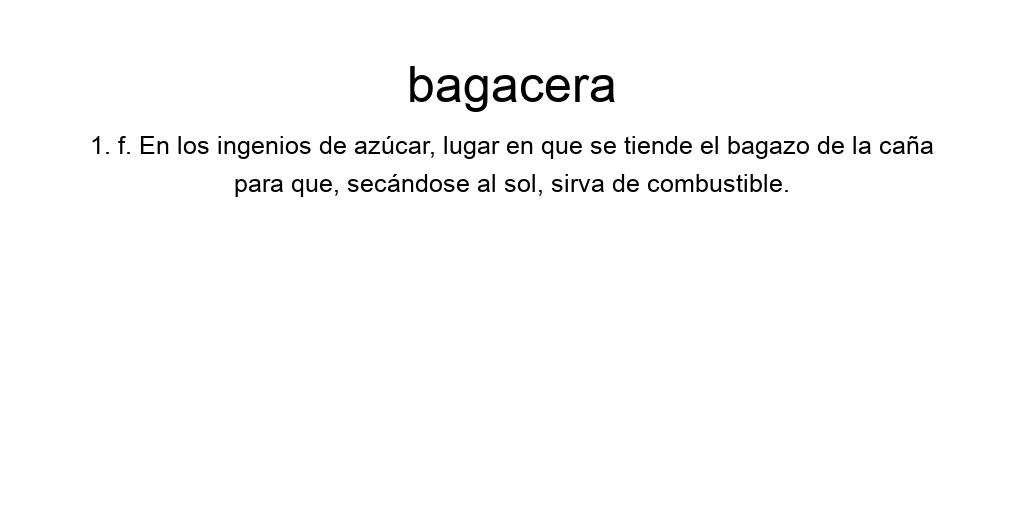 bagacera
1. f. En los ingenios de azúcar, lugar en que se tiende el bagazo de la caña
para que, secándose al sol, sirva de combustible.